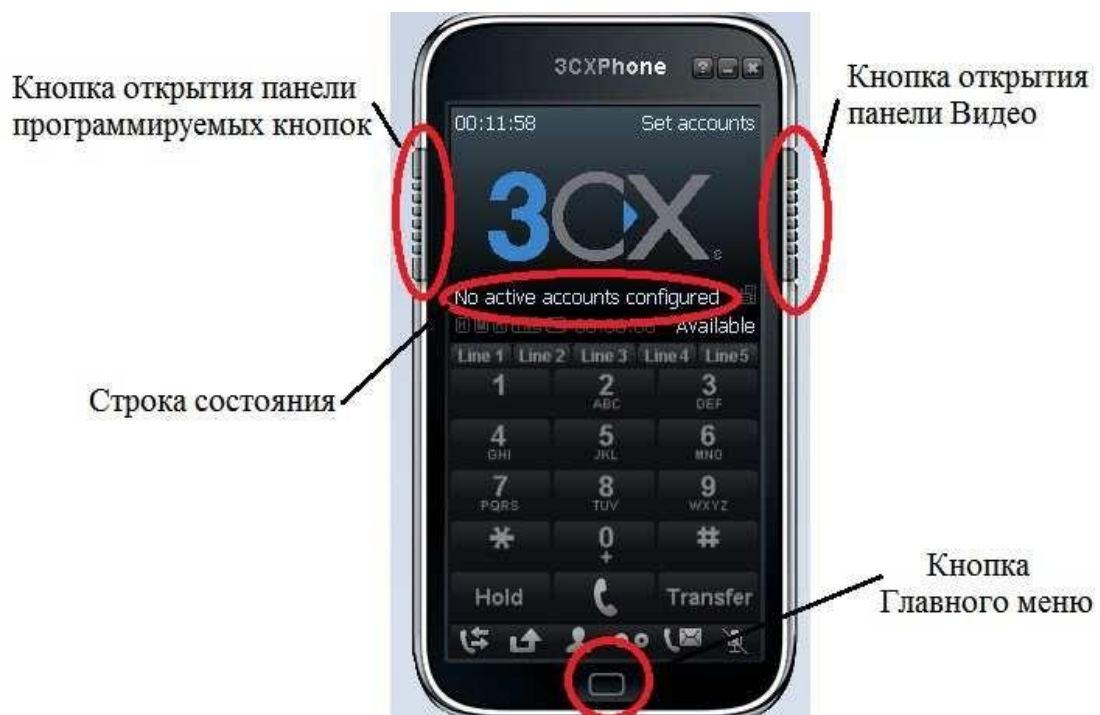 Кнопка открытия панели
программируемых кнопок
Кнопка открытия
панели Видео
3CXPhone
00:11:58 Set accounts
3CX
No active accounts configured
Available
Line 1 Line 2 Line 3 Line 4 Line5
Строка состояния
1 2 3
ABC DEF
4 5 6
GHI JKL MNO
7 8 9
PQRS TUV WXYZ
* 0 #
+
Hold Transfer
Кнопка
Главного меню